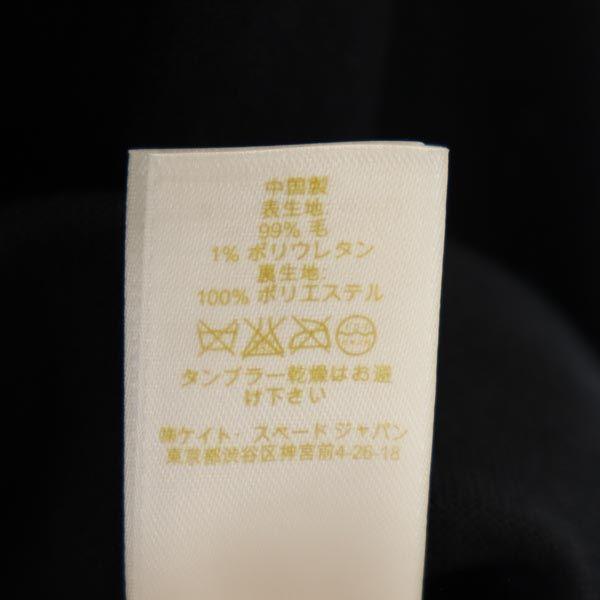 中国製
表生地:
99% 毛
1% ポリウレタン
裏生地:
100% ポリエステル
タンブラー乾燥はお避
け下さい
㈱ケイト・スペード ジャパン
東京都渋谷区神宮前4-26-18